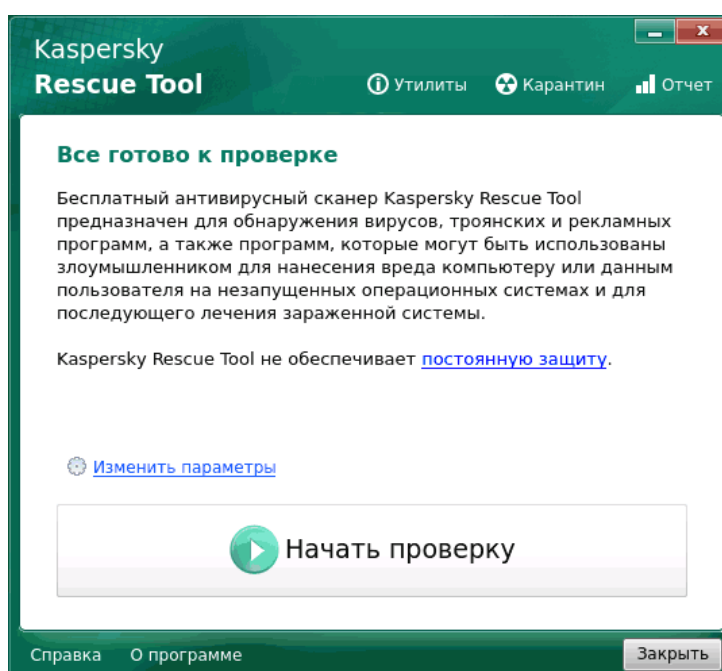 Kaspersky
Rescue Tool
Утилиты
Карантин
Отчет
Все готово к проверке
Бесплатный антивирусный сканер Kaspersky Rescue Tool
предназначен для обнаружения вирусов, троянских и рекламных
программ, а также программ, которые могут быть использованы
злоумышленником для нанесения вреда компьютеру или данным
пользователя на незапущенных операционных системах и для
последующего лечения зараженной системы.
Kaspersky Rescue Tool не обеспечивает постоянную защиту.
Изменить параметры
Начать проверку
Справка
О программе
Закрыть